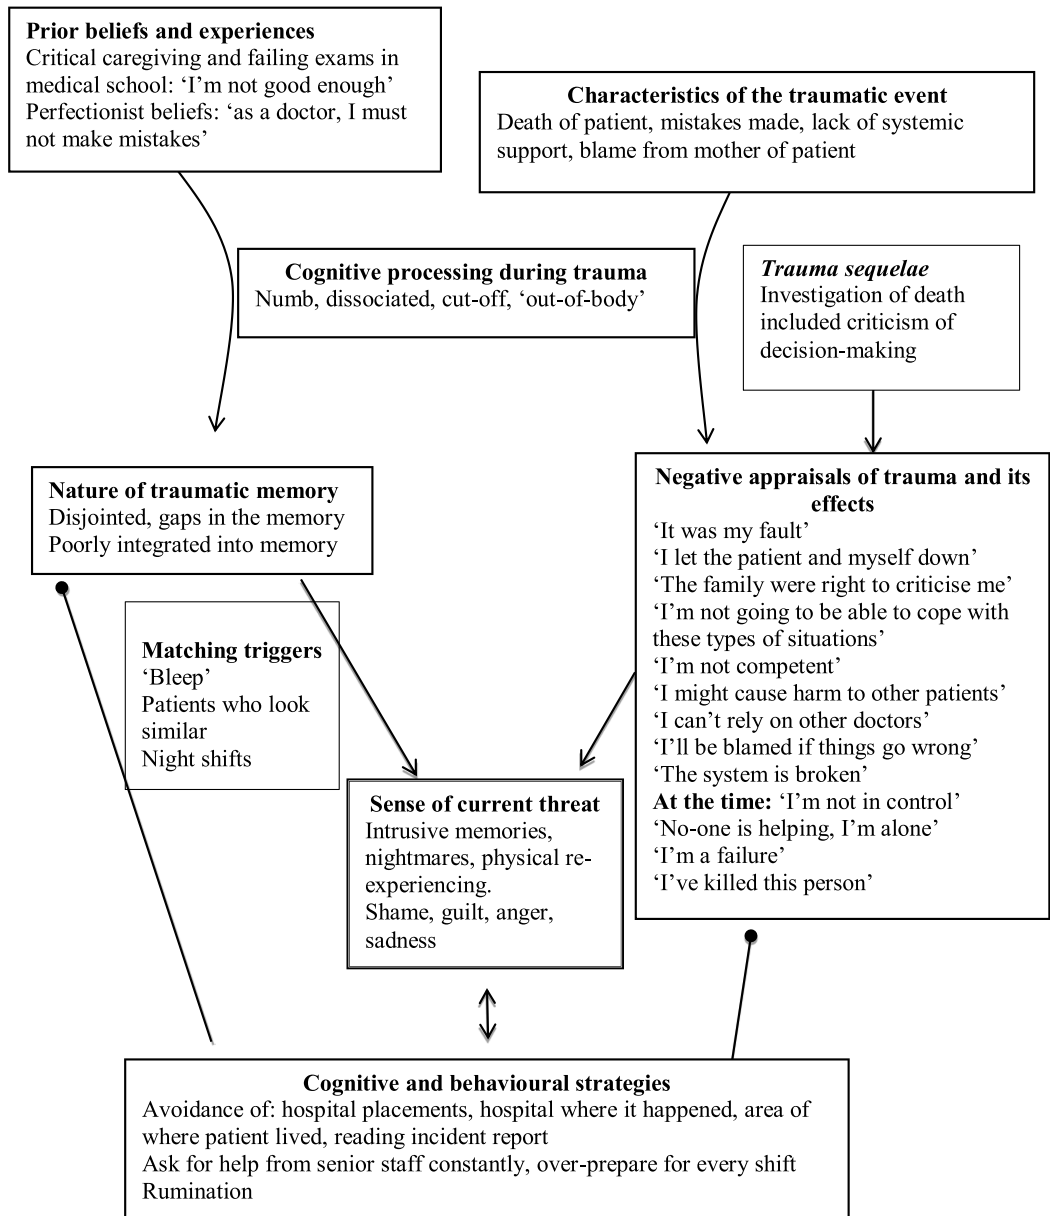 Prior beliefs and experiences
Critical caregiving and failing exams in
medical school: ‘I’m not good enough’
Perfectionist beliefs: ‘as a doctor, I must
not make mistakes’
Characteristics of the traumatic event
Death of patient, mistakes made, lack of systemic
support, blame from mother of patient
Cognitive processing during trauma
Numb, dissociated, cut-off, ‘out-of-body’
Trauma sequelae
Investigation of death
included criticism of
decision-making
Nature of traumatic memory
Disjointed, gaps in the memory
Poorly integrated into memory
Negative appraisals of trauma and its
effects
‘It was my fault’
‘I let the patient and myself down’
‘The family were right to criticise me’
‘I’m not going to be able to cope with
these types of situations’
‘I’m not competent’
‘I might cause harm to other patients’
‘I can’t rely on other doctors’
‘I’ll be blamed if things go wrong’
‘The system is broken’
At the time: ‘I’m not in control’
‘No-one is helping, I’m alone’
‘I’m a failure’
‘I’ve killed this person’
Matching triggers
‘Bleep’
Patients who look
similar
Night shifts
Sense of current threat
Intrusive memories,
nightmares, physical re-
experiencing.
Shame, guilt, anger,
sadness
Cognitive and behavioural strategies
Avoidance of: hospital placements, hospital where it happened, area of
where patient lived, reading incident report
Ask for help from senior staff constantly, over-prepare for every shift
Rumination